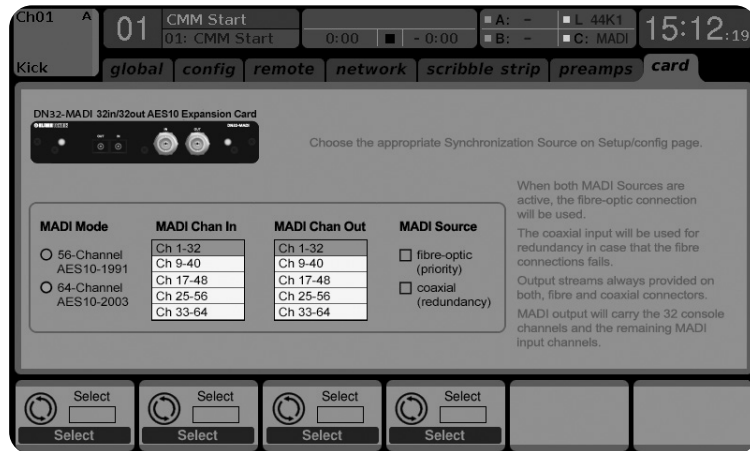 Ch01 A
Kick
01
CMM Start
01: CMM Start
0:00 - 0:00
A: -
B: -
L 44K1
C: MADI
15:12:19
global config remote network scribble strip preamps card
DN32-MADI 32in/32out AES10 Expansion Card
OUT IN
IN OUT
DN32-MADI
Choose the appropriate Synchronization Source on Setup/config page.
MADI Mode
56-Channel
AES10-1991
64-Channel
AES10-2003
MADI Chan In
Ch 1-32
Ch 9-40
Ch 17-48
Ch 25-56
Ch 33-64
MADI Chan Out
Ch 1-32
Ch 9-40
Ch 17-48
Ch 25-56
Ch 33-64
MADI Source
fibre-optic
(priority)
coaxial
(redundancy)
When both MADI Sources are
active, the fibre-optic connection
will be used.
The coaxial input will be used for
redundancy in case that the fibre
connections fails.
Output streams always provided on
both, fibre and coaxial connectors.
MADI output will carry the 32 console
channels and the remaining MADI
input channels.
Select
Select
Select
Select
Select
Select
Select
Select